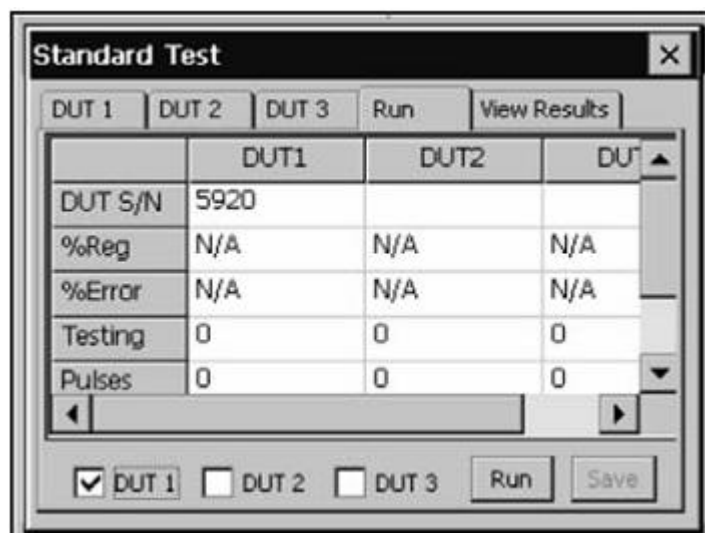 Standard Test
DUT 1 DUT 2 DUT 3 Run View Results
DUT1 DUT2 DU
DUT S/N 5920
%Reg N/A N/A N/A
%Error N/A N/A N/A
Testing 0 0 0
Pulses 0 0 0
DUT 1 DUT 2 DUT 3 Run Save